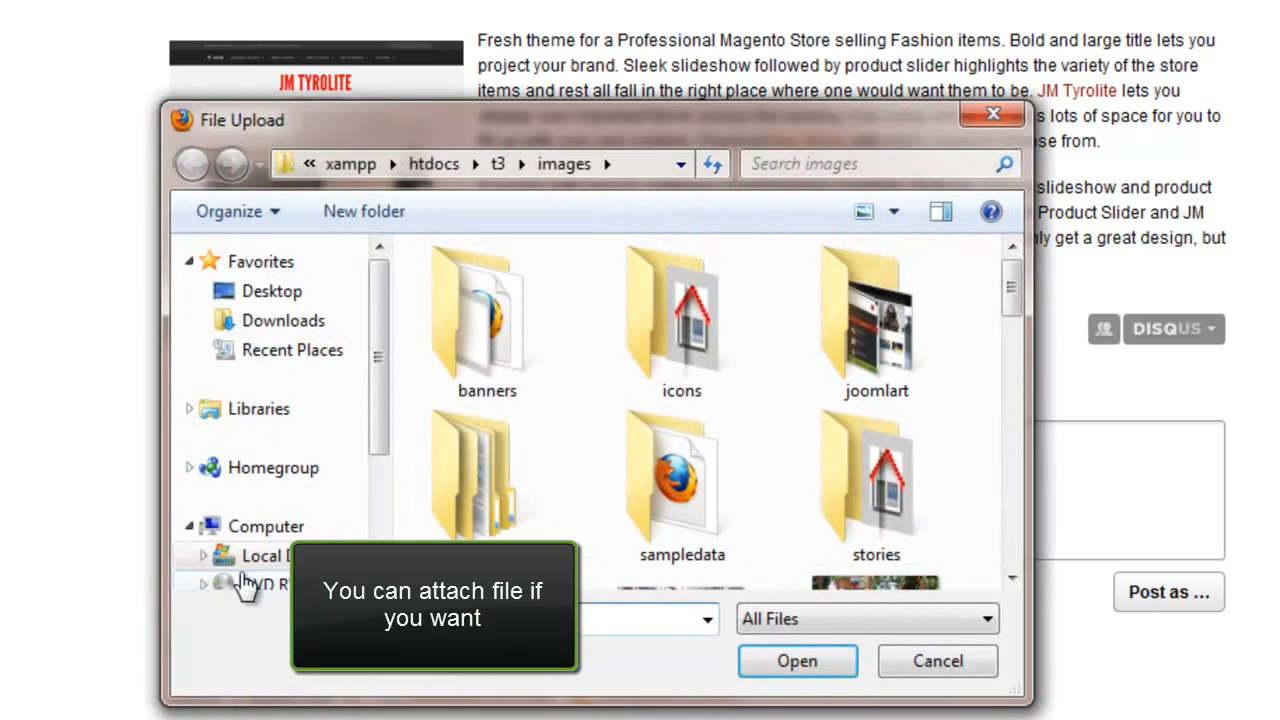 Fresh theme for a Professional Magento Store selling Fashion items. Bold and large title lets you
project your brand. Sleek slideshow followed by product slider highlights the variety of the store
items and rest all fall in the right place where one would want them to be. JM Tyrolite lets you
s lots of space for you to
ose from.
slideshow and product
Product Slider and JM
nly get a great design, but
JM TYROLITE
File Upload
« xampp htdocs t3 images
Search images
Organize
New folder
Favorites
Desktop
Downloads
Recent Places
Libraries
Homegroup
Computer
Local D
VD R
banners
icons
joomlart
sampledata
stories
DISQUS
You can attach file if
you want
All Files
Open
Cancel
Post as ...